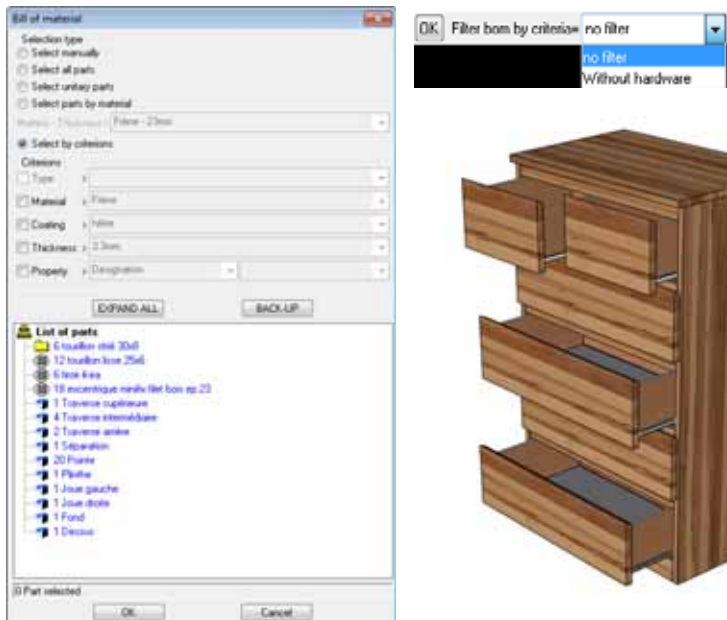 Bill of material
Selection type
Select manually
Select all parts
Select unitary parts
Select parts by material
Frêne - 23mm
Select by criterions
Criterions
Type
Material = Frêne
Coating =
Thickness =
Property = Designation
EXPAND ALL BACK-UP
List of parts
6 tourillon strié 30x8
12 tourillon lisse 25x6
6 tiroir
18 excentrique minifix filet bois ep.23
1 Traverse supérieure
4 Traverse intermédiaire
2 Traverse arrière
1 Séparation
20 Pointe
1 Plinthe
1 Joue gauche
1 Joue droite
1 Fond
1 Dessus
0 Part selected
OK Cancel
OK Filter bom by criteria= no filter
no filter
Without hardware